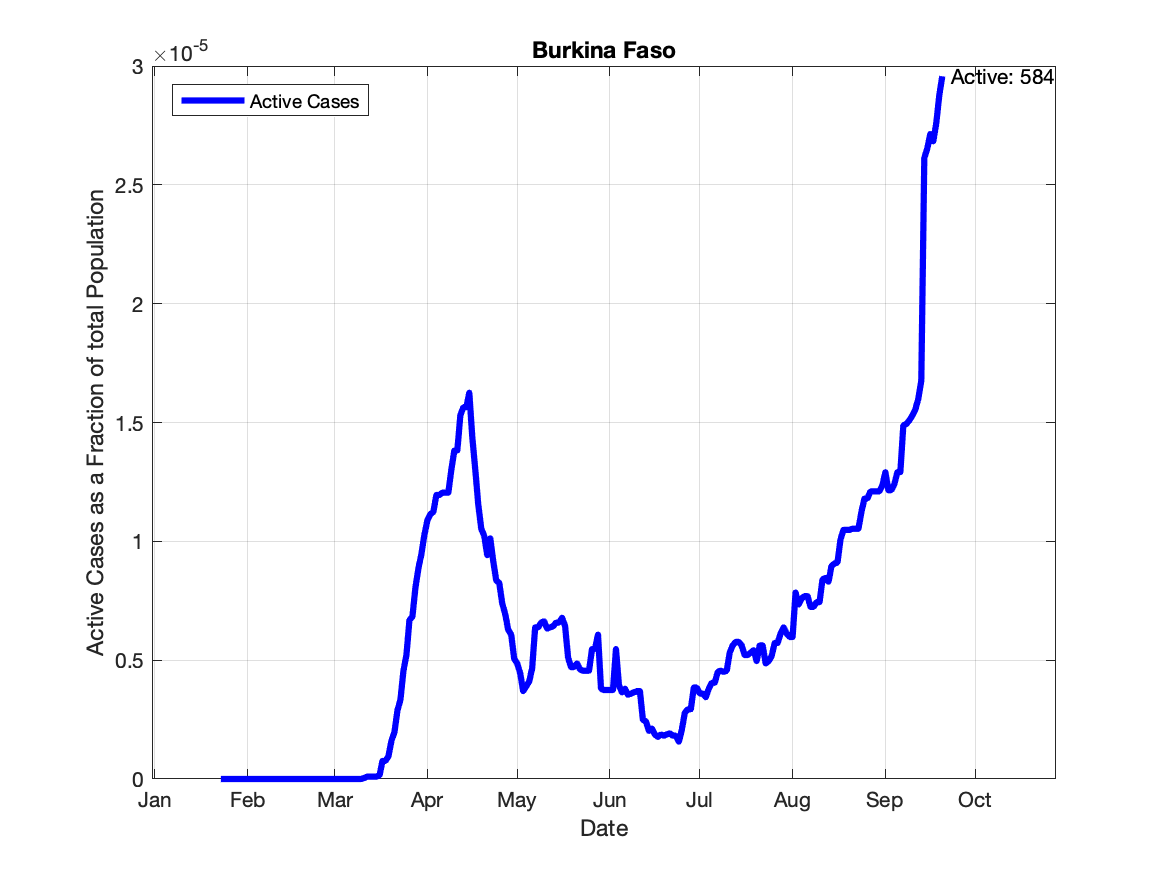 Burkina Faso
×10-5
Active: 584
Active Cases
Active Cases as a Fraction of total Population
3
2.5
2
1.5
1
0.5
0
Jan Feb Mar Apr May Jun Jul Aug Sep Oct
Date